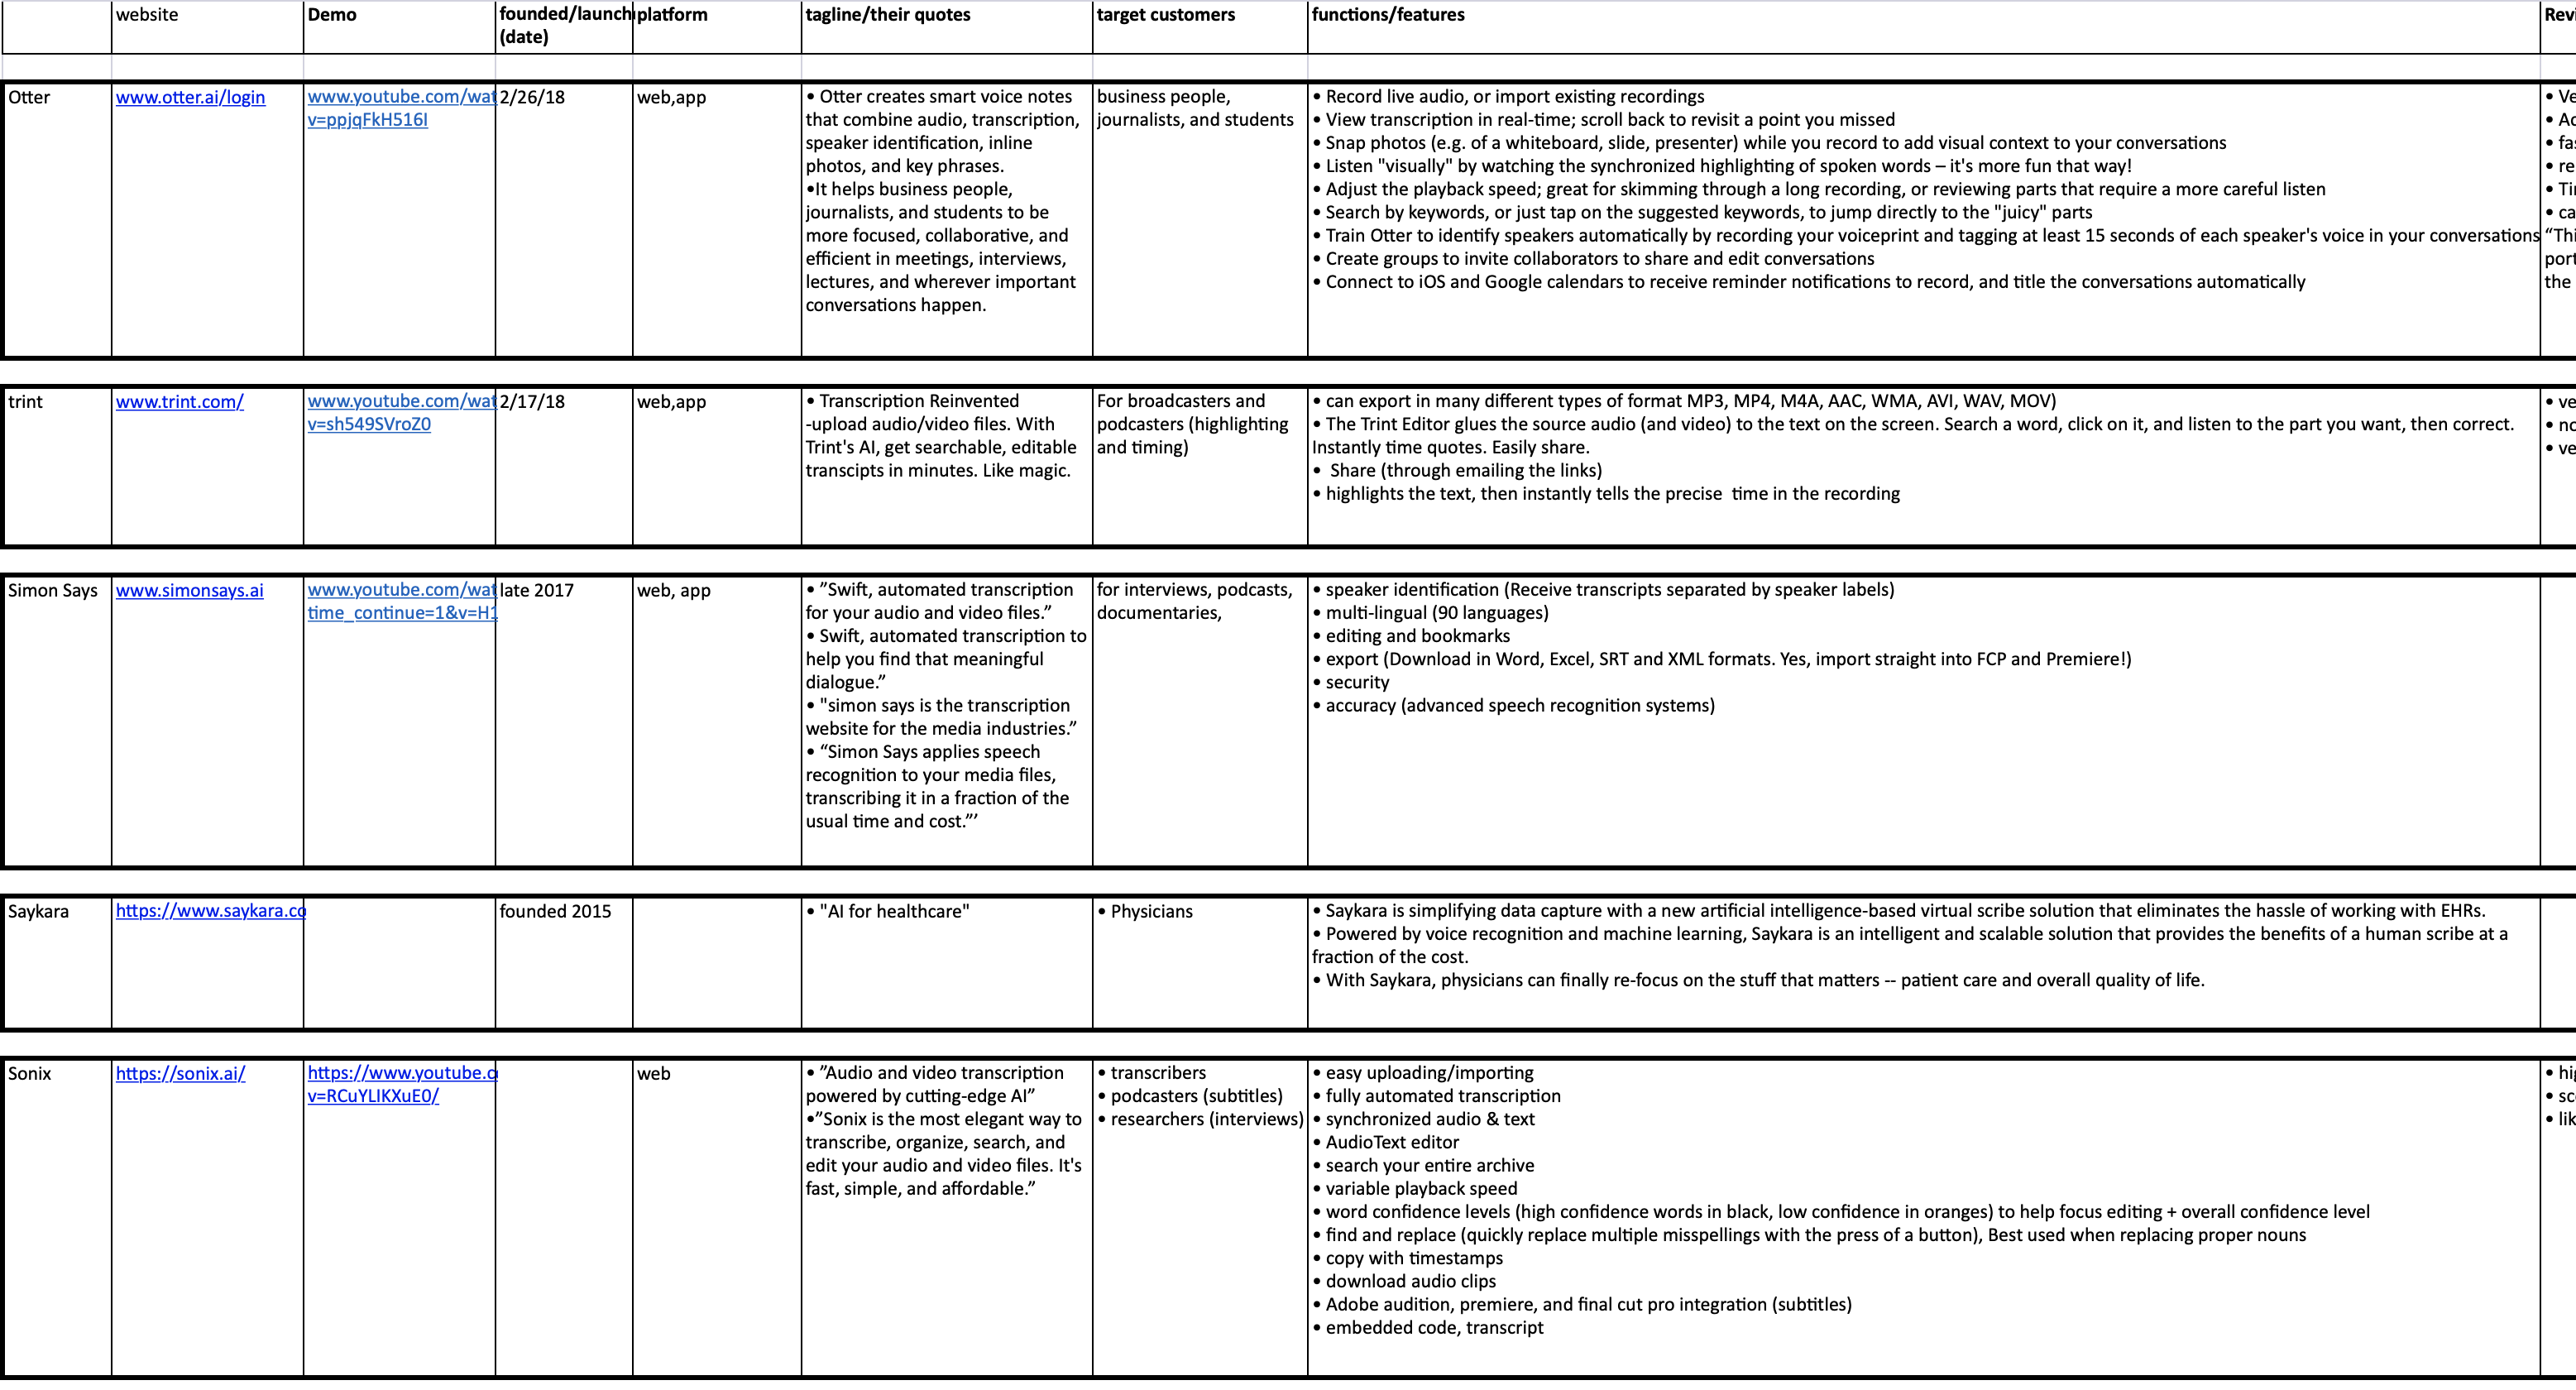 website
Demo
founded/launch
(date)
platform
tagline/their quotes
target customers
functions/features
Otter
www.otter.ai/login
www.youtube.com/wat
v=ppjqFkH516I
2/26/18
web,app
• Otter creates smart voice notes
that combine audio, transcription,
speaker identification, inline
photos, and key phrases.
•It helps business people,
journalists, and students to be
more focused, collaborative, and
efficient in meetings, interviews,
lectures, and wherever important
conversations happen.
business people,
journalists, and students
• Record live audio, or import existing recordings
• View transcription in real-time; scroll back to revisit a point you missed
• Snap photos (e.g. of a whiteboard, slide, presenter) while you record to add visual context to your conversations
• Listen "visually" by watching the synchronized highlighting of spoken words – it's more fun that way!
• Adjust the playback speed; great for skimming through a long recording, or reviewing parts that require a more careful listen
• Search by keywords, or just tap on the suggested keywords, to jump directly to the "juicy" parts
• Train Otter to identify speakers automatically by recording your voiceprint and tagging at least 15 seconds of each speaker's voice in your conversations
• Create groups to invite collaborators to share and edit conversations
• Connect to iOS and Google calendars to receive reminder notifications to record, and title the conversations automatically
the
trint
www.trint.com/
www.youtube.com/wat
v=sh549SVroZ0
2/17/18
web,app
• Transcription Reinvented
-upload audio/video files. With
Trint's AI, get searchable, editable
transcipts in minutes. Like magic.
For broadcasters and
podcasters (highlighting
and timing)
• can export in many different types of format MP3, MP4, M4A, AAC, WMA, AVI, WAV, MOV)
• The Trint Editor glues the source audio (and video) to the text on the screen. Search a word, click on it, and listen to the part you want, then correct.
Instantly time quotes. Easily share.
•  Share (through emailing the links)
• highlights the text, then instantly tells the precise  time in the recording
Simon Says
www.simonsays.ai
www.youtube.com/wat
time_continue=1&v=H1
late 2017
web, app
• ”Swift, automated transcription
for your audio and video files.”
• Swift, automated transcription to
help you find that meaningful
dialogue.”
• "simon says is the transcription
website for the media industries.”
• “Simon Says applies speech
recognition to your media files,
transcribing it in a fraction of the
usual time and cost.”’
for interviews, podcasts,
documentaries,
• speaker identification (Receive transcripts separated by speaker labels)
• multi-lingual (90 languages)
• editing and bookmarks
• export (Download in Word, Excel, SRT and XML formats. Yes, import straight into FCP and Premiere!)
• security
• accuracy (advanced speech recognition systems)
Saykara
https://www.saykara.co
founded 2015
• "AI for healthcare"
• Physicians
• Saykara is simplifying data capture with a new artificial intelligence-based virtual scribe solution that eliminates the hassle of working with EHRs.
• Powered by voice recognition and machine learning, Saykara is an intelligent and scalable solution that provides the benefits of a human scribe at a
fraction of the cost.
• With Saykara, physicians can finally re-focus on the stuff that matters -- patient care and overall quality of life.
Sonix
https://sonix.ai/
https://www.youtube.c
v=RCuYLIKXuE0/
web
• ”Audio and video transcription
powered by cutting-edge AI”
•”Sonix is the most elegant way to
transcribe, organize, search, and
edit your audio and video files. It's
fast, simple, and affordable.”
• transcribers
• podcasters (subtitles)
• researchers (interviews)
• easy uploading/importing
• fully automated transcription
• synchronized audio & text
• AudioText editor
• search your entire archive
• variable playback speed
• word confidence levels (high confidence words in black, low confidence in oranges) to help focus editing + overall confidence level
• find and replace (quickly replace multiple misspellings with the press of a button), Best used when replacing proper nouns
• copy with timestamps
• download audio clips
• Adobe audition, premiere, and final cut pro integration (subtitles)
• embedded code, transcript